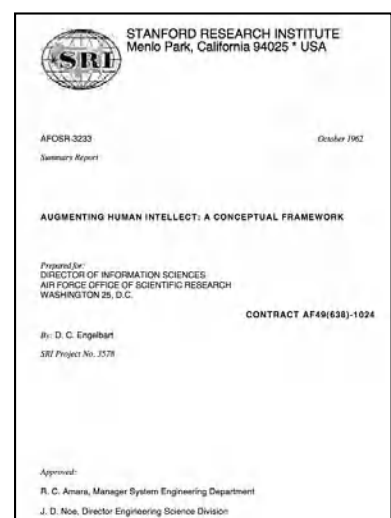 SRI
STANFORD RESEARCH INSTITUTE
Menlo Park, California 94025 * USA
AFOSR-3233 October 1962
Summary Report
AUGMENTING HUMAN INTELLECT: A CONCEPTUAL FRAMEWORK
Prepared for:
DIRECTOR OF INFORMATION SCIENCES
AIR FORCE OFFICE OF SCIENTIFIC RESEARCH
WASHINGTON 25, D.C.
CONTRACT AF49(638)-1024
By: D. C. Engelbart
SRI Project No. 3578
Approved:
R. C. Amara, Manager System Engineering Department
J. D. Noe, Director Engineering Science Division